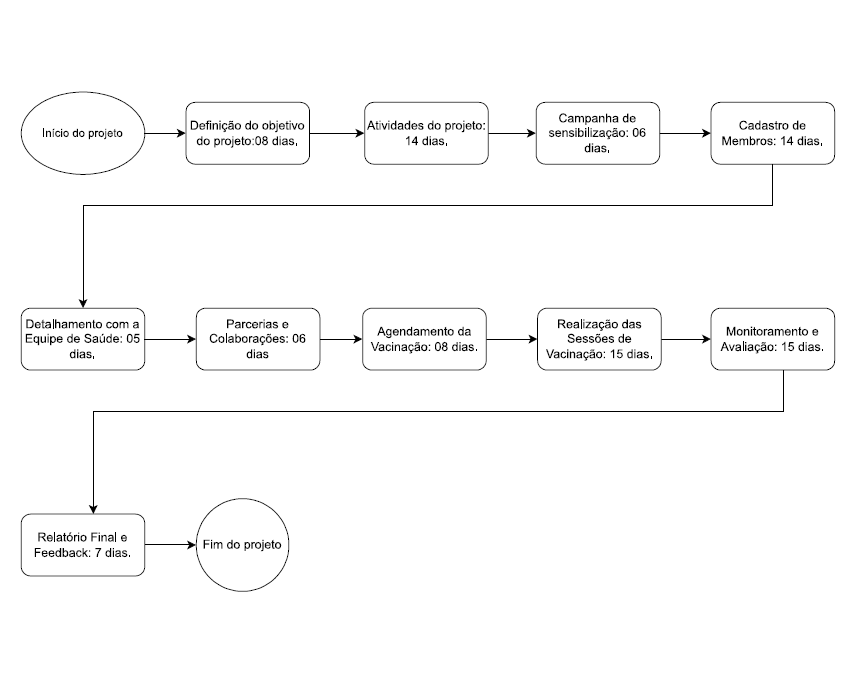 Início do projeto
Definição do objetivo
do projeto:08 dias,
Atividades do projeto:
14 dias,
Campanha de
sensibilização: 06
dias,
Cadastro de
Membros: 14 dias,
Detalhamento com a
Equipe de Saúde: 05
dias,
Parcerias e
Colaborações: 06
dias
Agendamento da
Vacinação: 08 dias.
Realização das
Sessões de
Vacinação: 15 dias,
Monitoramento e
Avaliação: 15 dias.
Relatório Final e
Feedback: 7 dias.
Fim do projeto